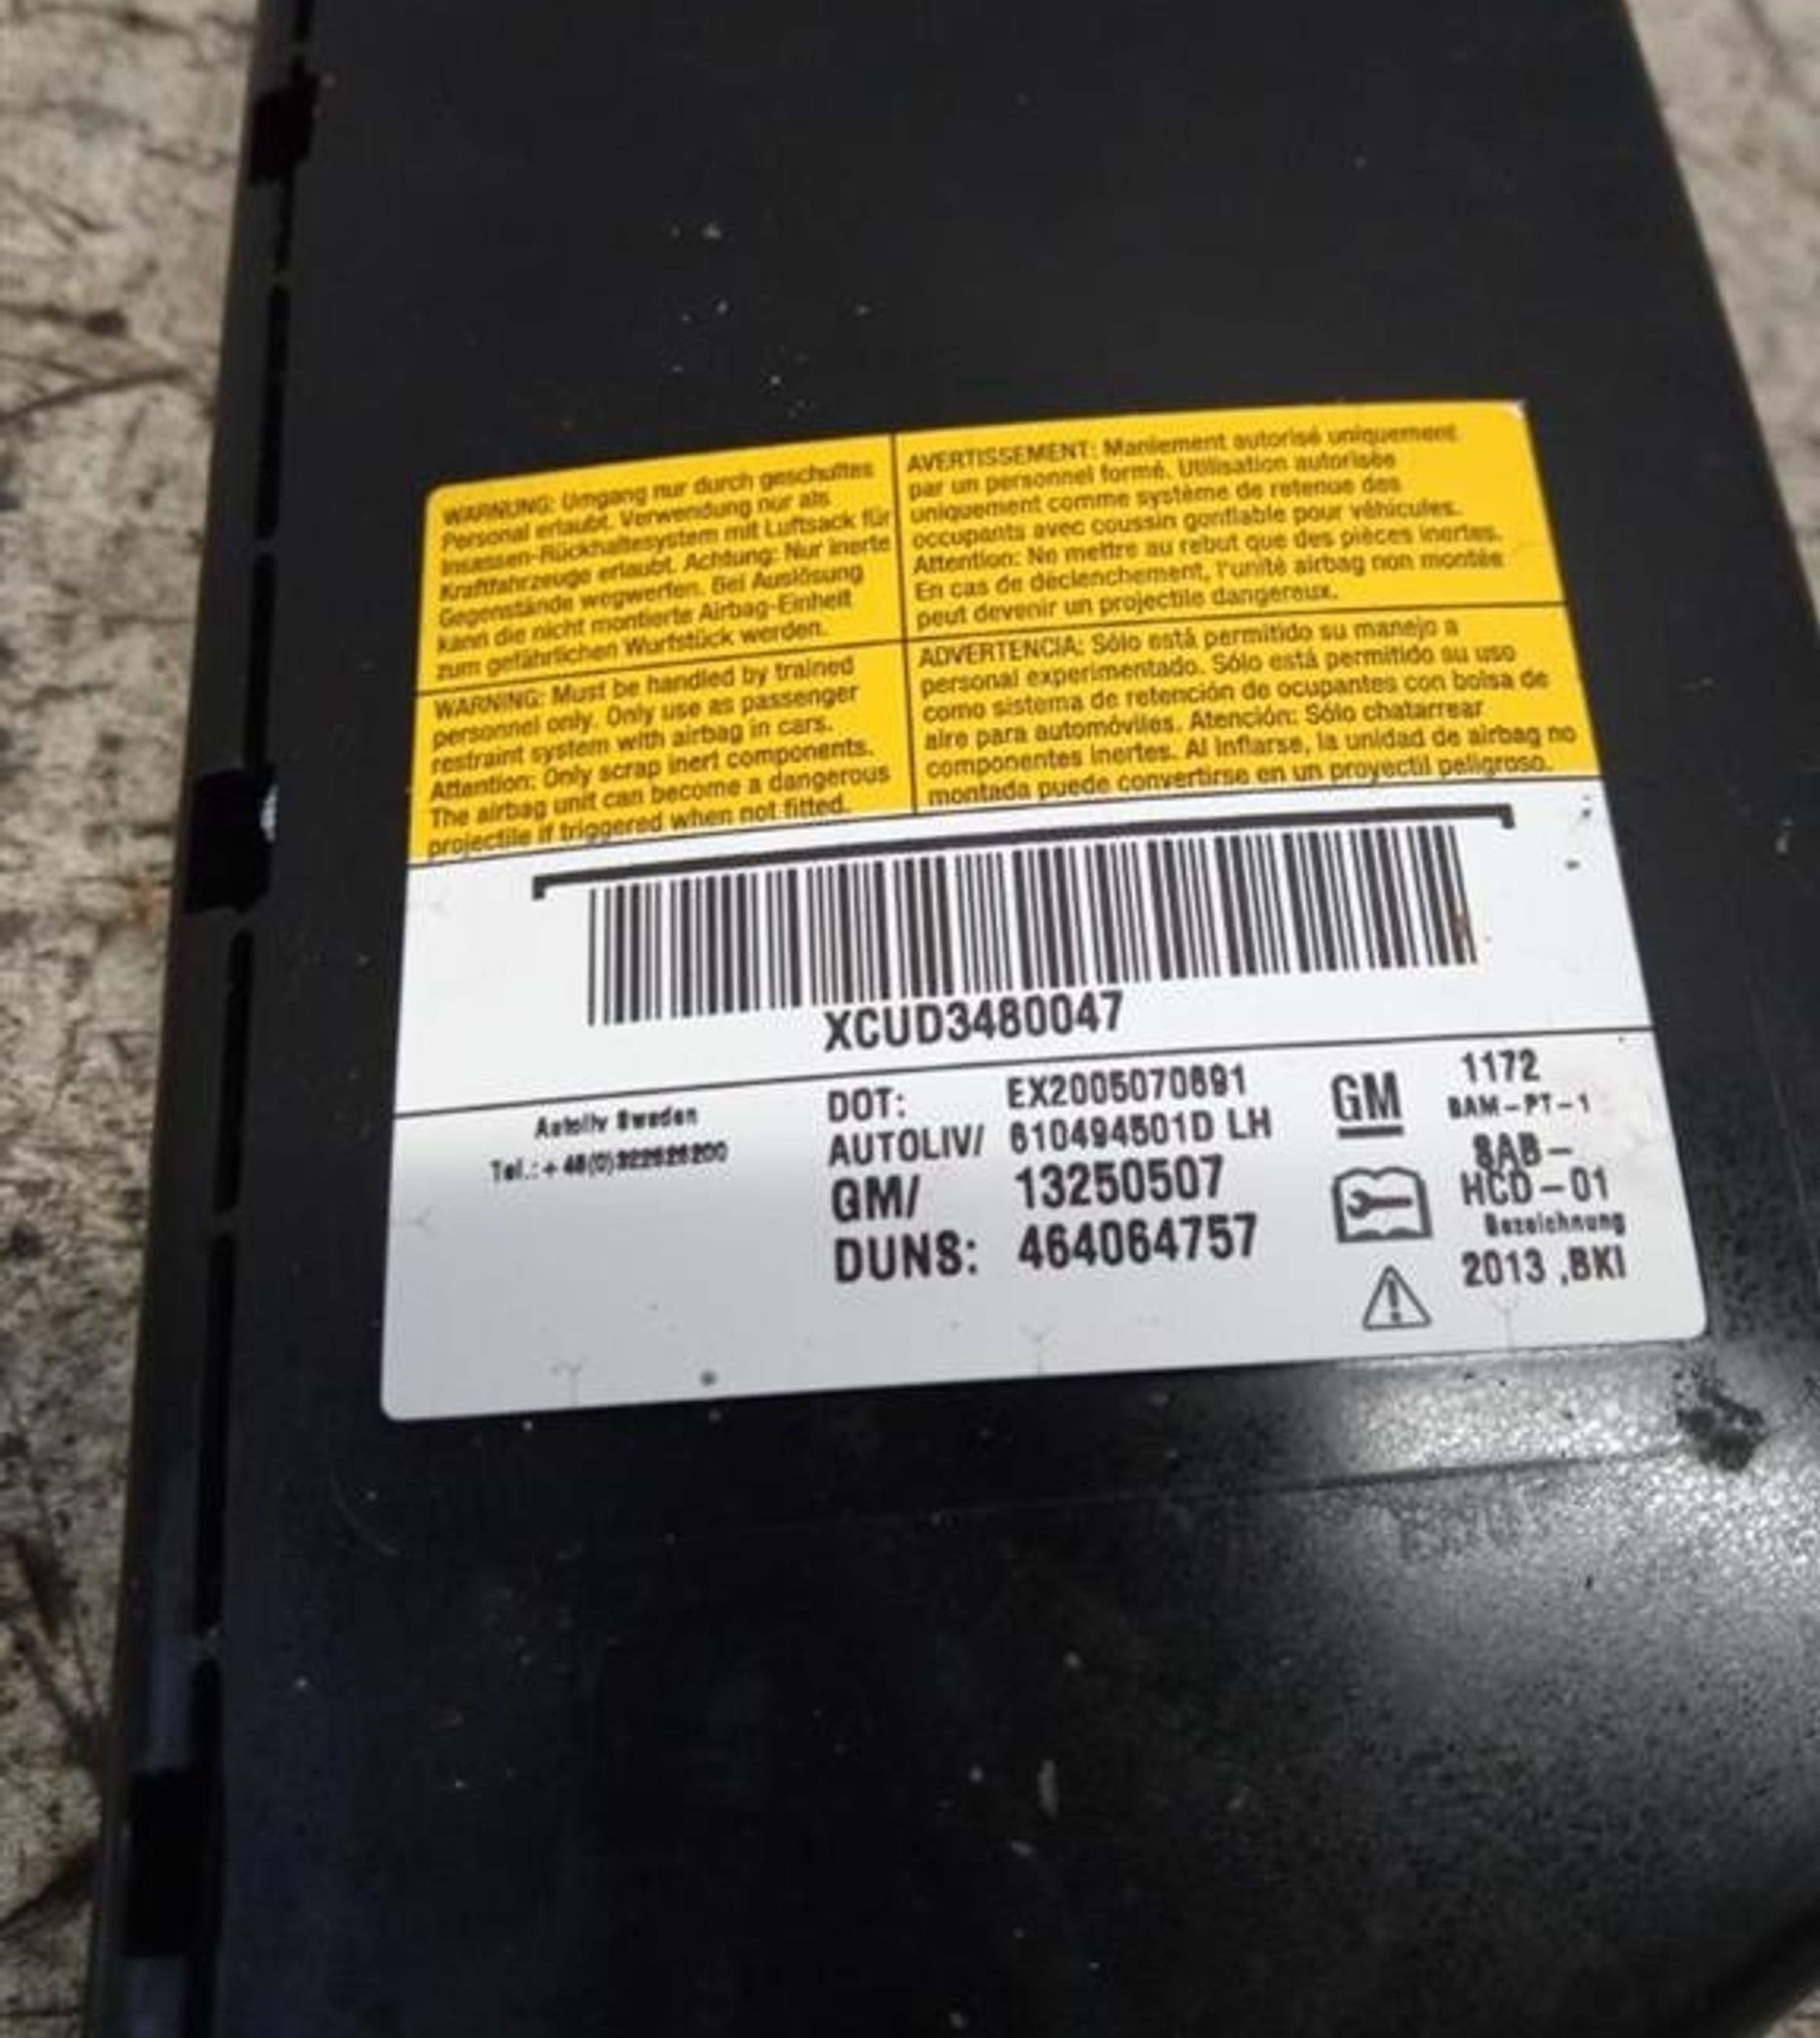 WARNUNG: Umgang nur durch geschultes
Personal erlaubt. Verwendung nur als
Insassen-Rückhaltesystem mit Luftsack für
Kraftfahrzeuge erlaubt. Achtung: Nur inerte
Gegenstände wegwerfen. Bei Auslösung
kann die nicht montierte Airbag-Einheit
zum gefährlichen Wurfstück werden.
AVERTISSEMENT: Maniement autorisé uniquement
par un personnel formé. Utilisation autorisée
uniquement comme système de retenue des
occupants avec coussin gonflable pour véhicules.
Attention: Ne mettre au rebut que des pièces inertes.
En cas de déclenchement, l'unité airbag non montée
peut devenir un projectile dangereux.
WARNING: Must be handled by trained
personnel only. Only use as passenger
restraint system with airbag in cars.
Attention: Only scrap inert components.
The airbag unit can become a dangerous
projectile if triggered when not fitted.
ADVERTENCIA: Sólo está permitido su manejo a
personal experimentado. Sólo está permitido su uso
como sistema de retención de ocupantes con bolsa de
aire para automóviles. Atención: Sólo chatarrear
componentes inertes. Al inflarse, la unidad de airbag no
montada puede convertirse en un proyectil peligroso.
XCUD3480047
Autoliv Sweden
Tel.:
DOT: EX2005070891
AUTOLIV/ 610494501D LH
GM/ 13250507
DUNS: 464064757
GM
1172
BAM-PT-1
SAB-
HCD-01
Bezeichnung
2013 ,BKI